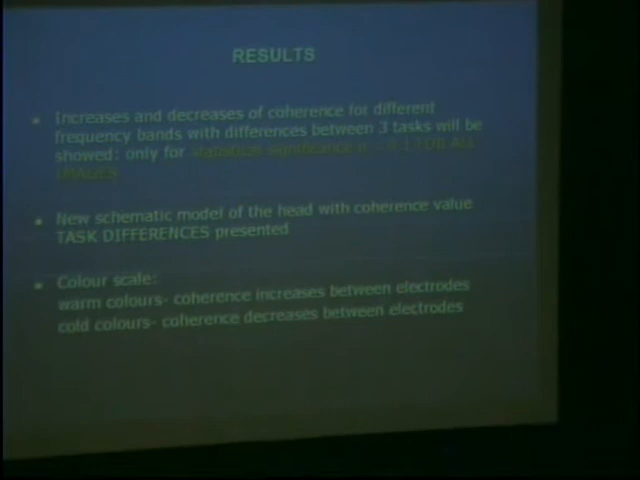 RESULTS
Increases and decreases of coherence for different
frequency bands with differences between 3 tasks will be
showed: only for statistical significance FOR ALL
IMAGES
New schematic model of the head with coherence value
TASK DIFFERENCES presented
Colour scale:
warm colours- coherence increases between electrodes
cold colours- coherence decreases between electrodes